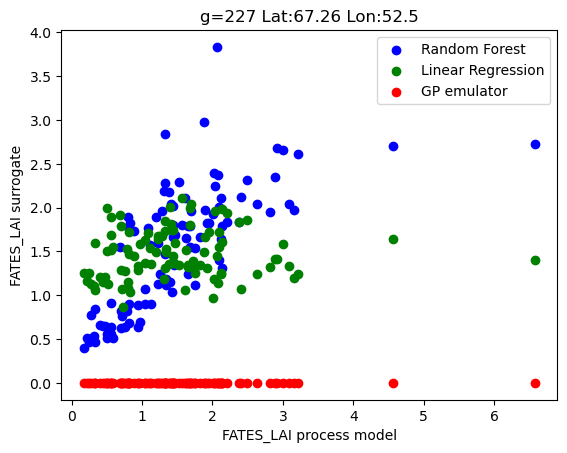 g=227 Lat:67.26 Lon:52.5
4.0
3.5
3.0
2.5
2.0
1.5
1.0
0.5
0.0
FATES_LAI surrogate
Random Forest
Linear Regression
GP emulator
0 1 2 3 4 5 6
FATES_LAI process model